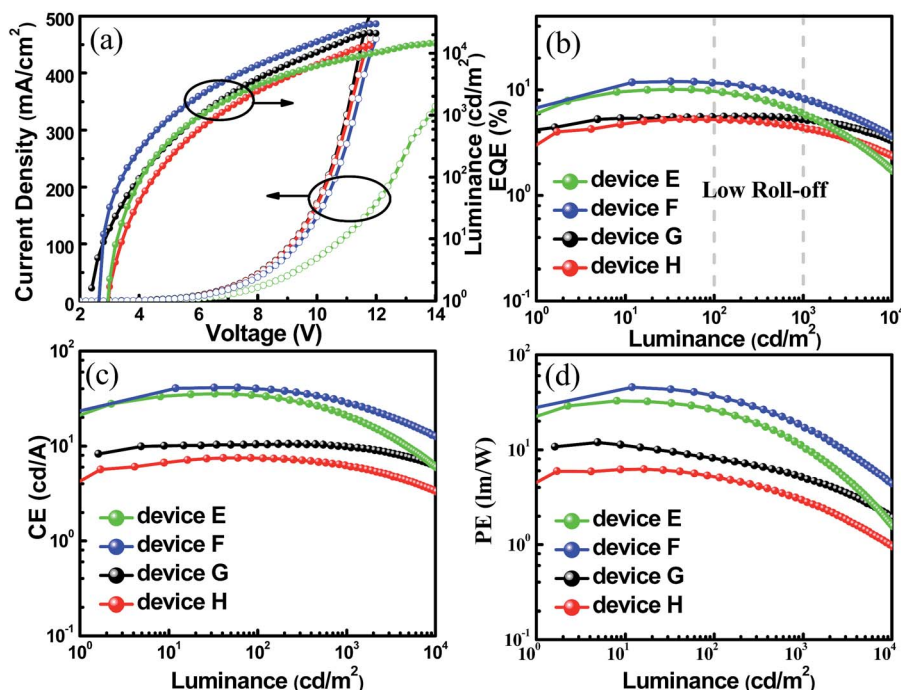 (a)
Current Density (mA/cm²)
500
400
300
200
100
0
2 4 6 8 10 12 14
Voltage (V)
10⁴
10³
10²
10¹
10⁰
Luminance (cd/m²)
(b)
EQE (%)
10²
10¹
10⁰
10⁻¹
Low Roll-off
device E
device F
device G
device H
10⁰ 10¹ 10² 10³ 10⁴
Luminance (cd/m²)
(c)
CE (cd/A)
10²
10¹
10⁰
10⁻¹
device E
device F
device G
device H
10⁰ 10¹ 10² 10³ 10⁴
Luminance (cd/m²)
(d)
PE (lm/W)
10²
10¹
10⁰
10⁻¹
device E
device F
device G
device H
10⁰ 10¹ 10² 10³ 10⁴
Luminance (cd/m²)